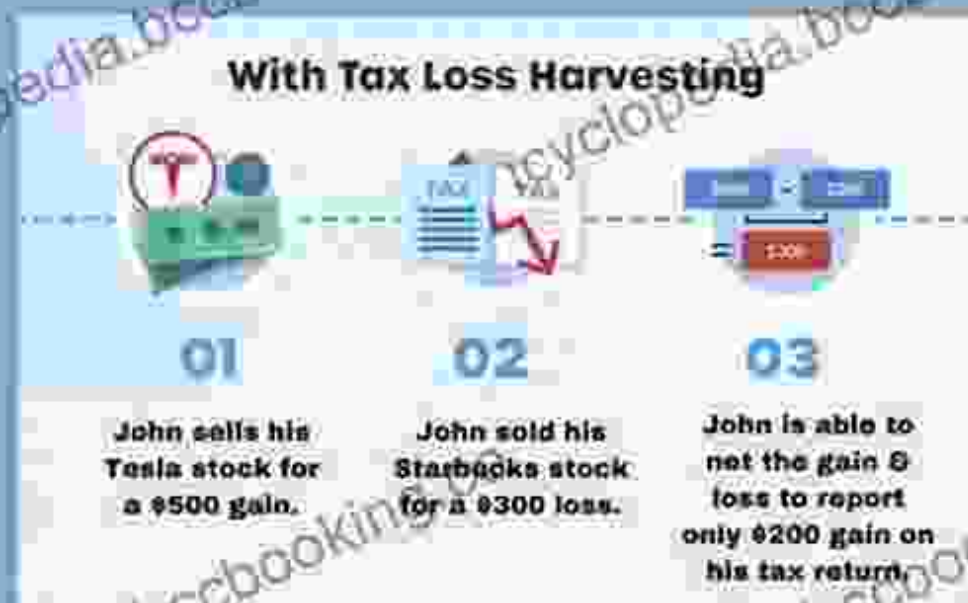 With Tax Loss Harvesting
TAX
01
02
03
John sells his
Tesla stock for
a $500 gain.
John sold his
Starbucks stock
for a $300 loss.
John is able to
net the gain &
loss to report
only $200 gain on
his tax return.